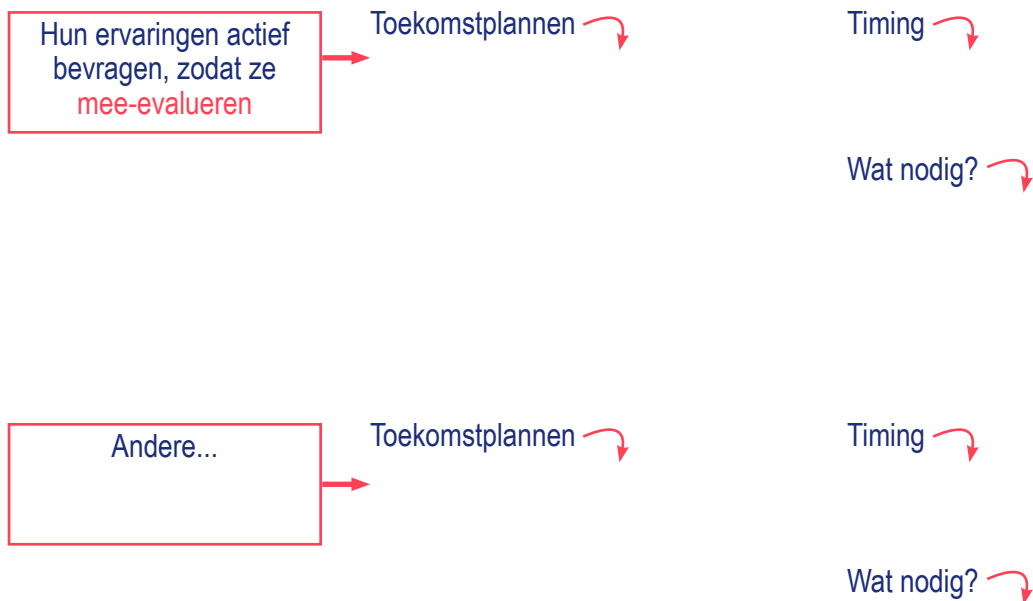 Hun ervaringen actief
bevragen, zodat ze
mee-evalueren
Toekomstplannen
Timing
Wat nodig?
Andere...
Toekomstplannen
Timing
Wat nodig?